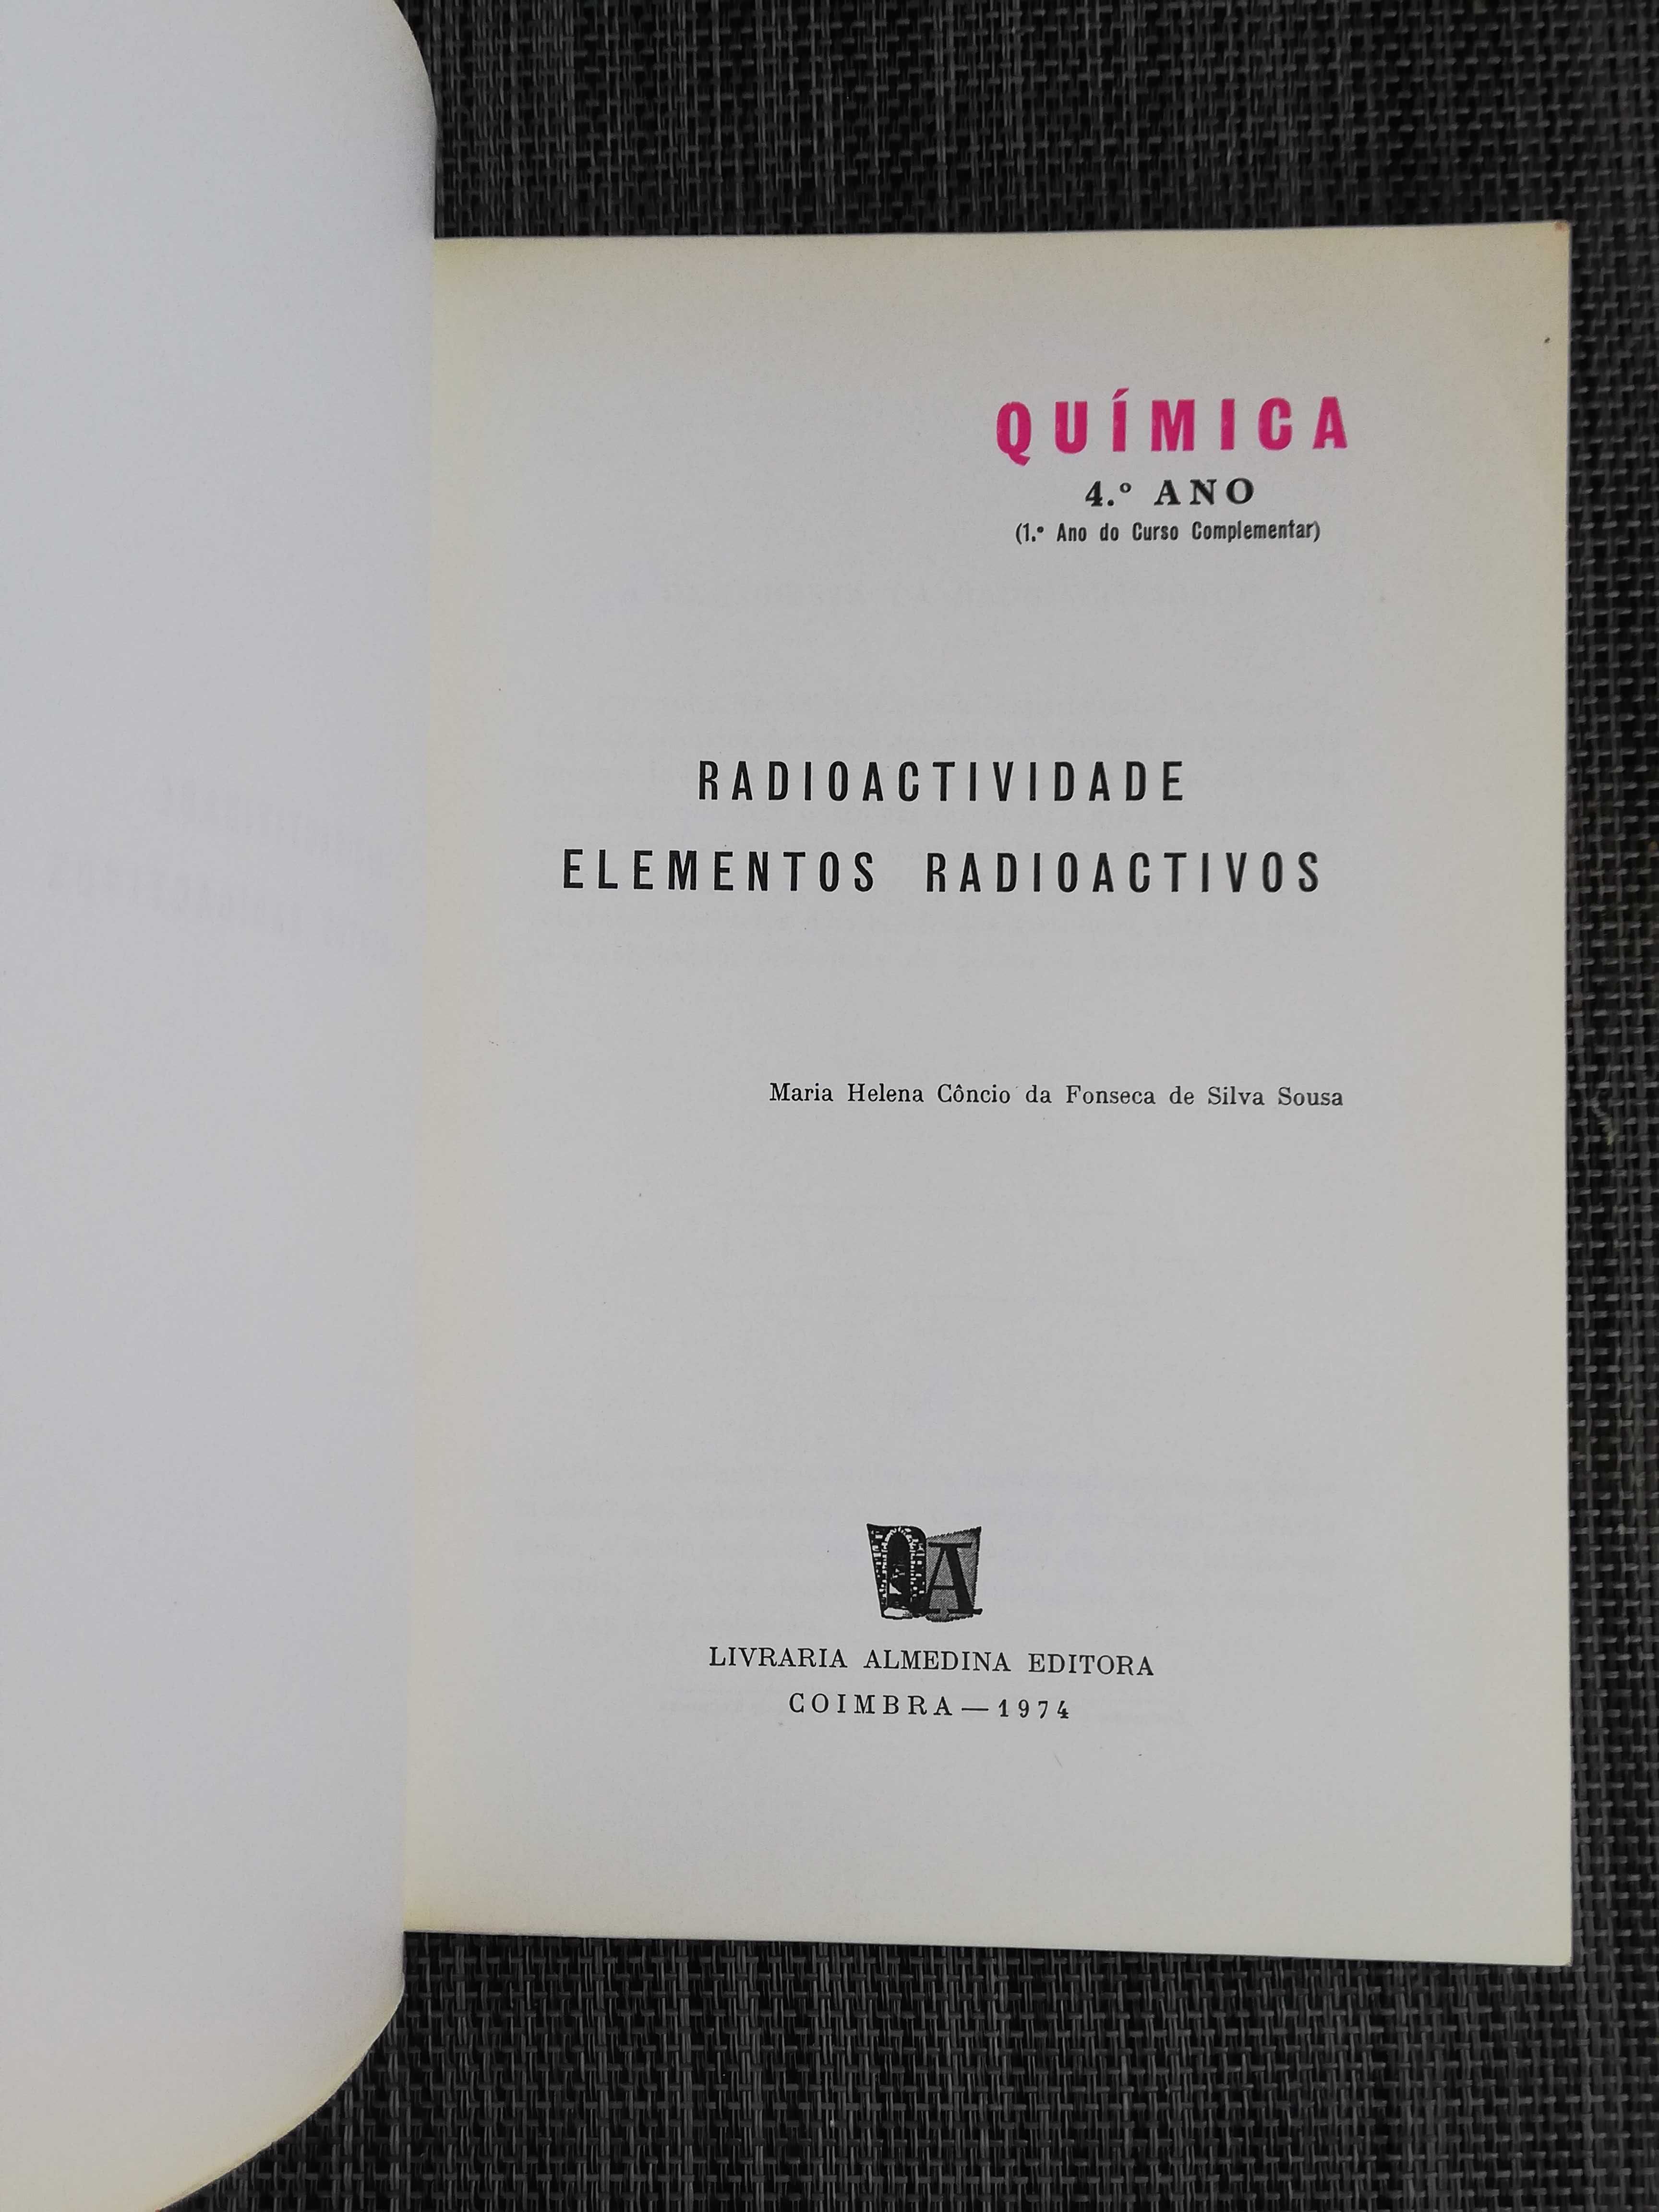 QUÍMICA
4.º ANO
(1.º Ano do Curso Complementar)
RADIOACTIVIDADE
ELEMENTOS RADIOACTIVOS
Maria Helena Côncio da Fonseca de Silva Sousa
A
LIVRARIA ALMEDINA EDITORA
COIMBRA — 1974